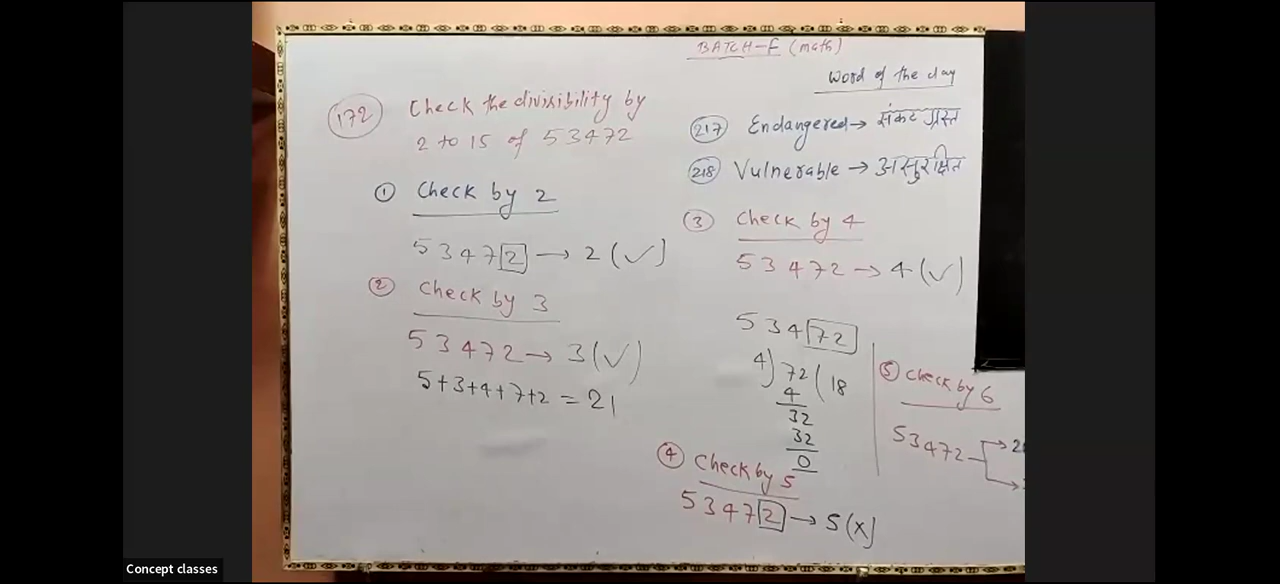 BATCH-F (math)
Word of the day
172 Check the divisibility by
2 to 15 of 53472
① Check by 2
53472 → 2 (✓)
② Check by 3
53472 → 3 (✓)
5+3+4+7+2 = 21
217 Endangered → संकट ग्रस्त
218 Vulnerable → असुरक्षित
③ Check by 4
53472 → 4 (✓)
53472
4) 72 ( 18
4
32
32
0
④ Check by 5
53472 → 5 (x)
⑤ Check by 6
53472 → 2
Concept classes